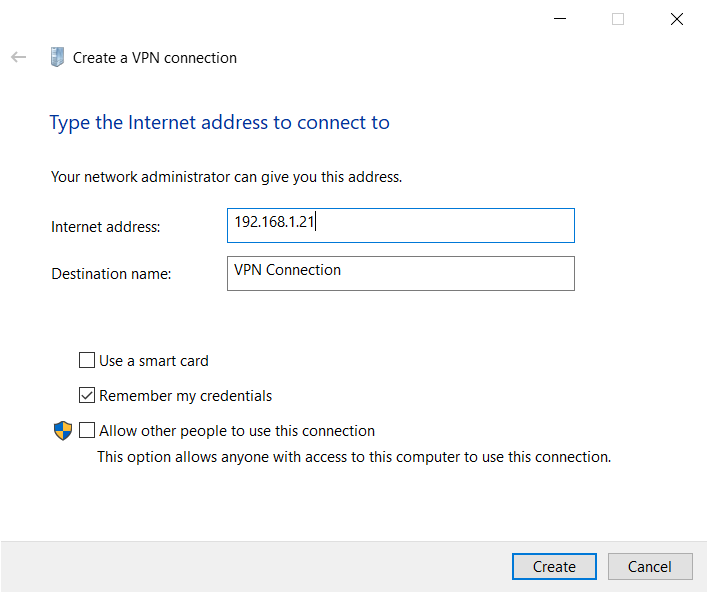 Create a VPN connection
Type the Internet address to connect to
Your network administrator can give you this address.
Internet address:
192.168.1.21
Destination name:
VPN Connection
Use a smart card
Remember my credentials
Allow other people to use this connection
This option allows anyone with access to this computer to use this connection.
Create
Cancel